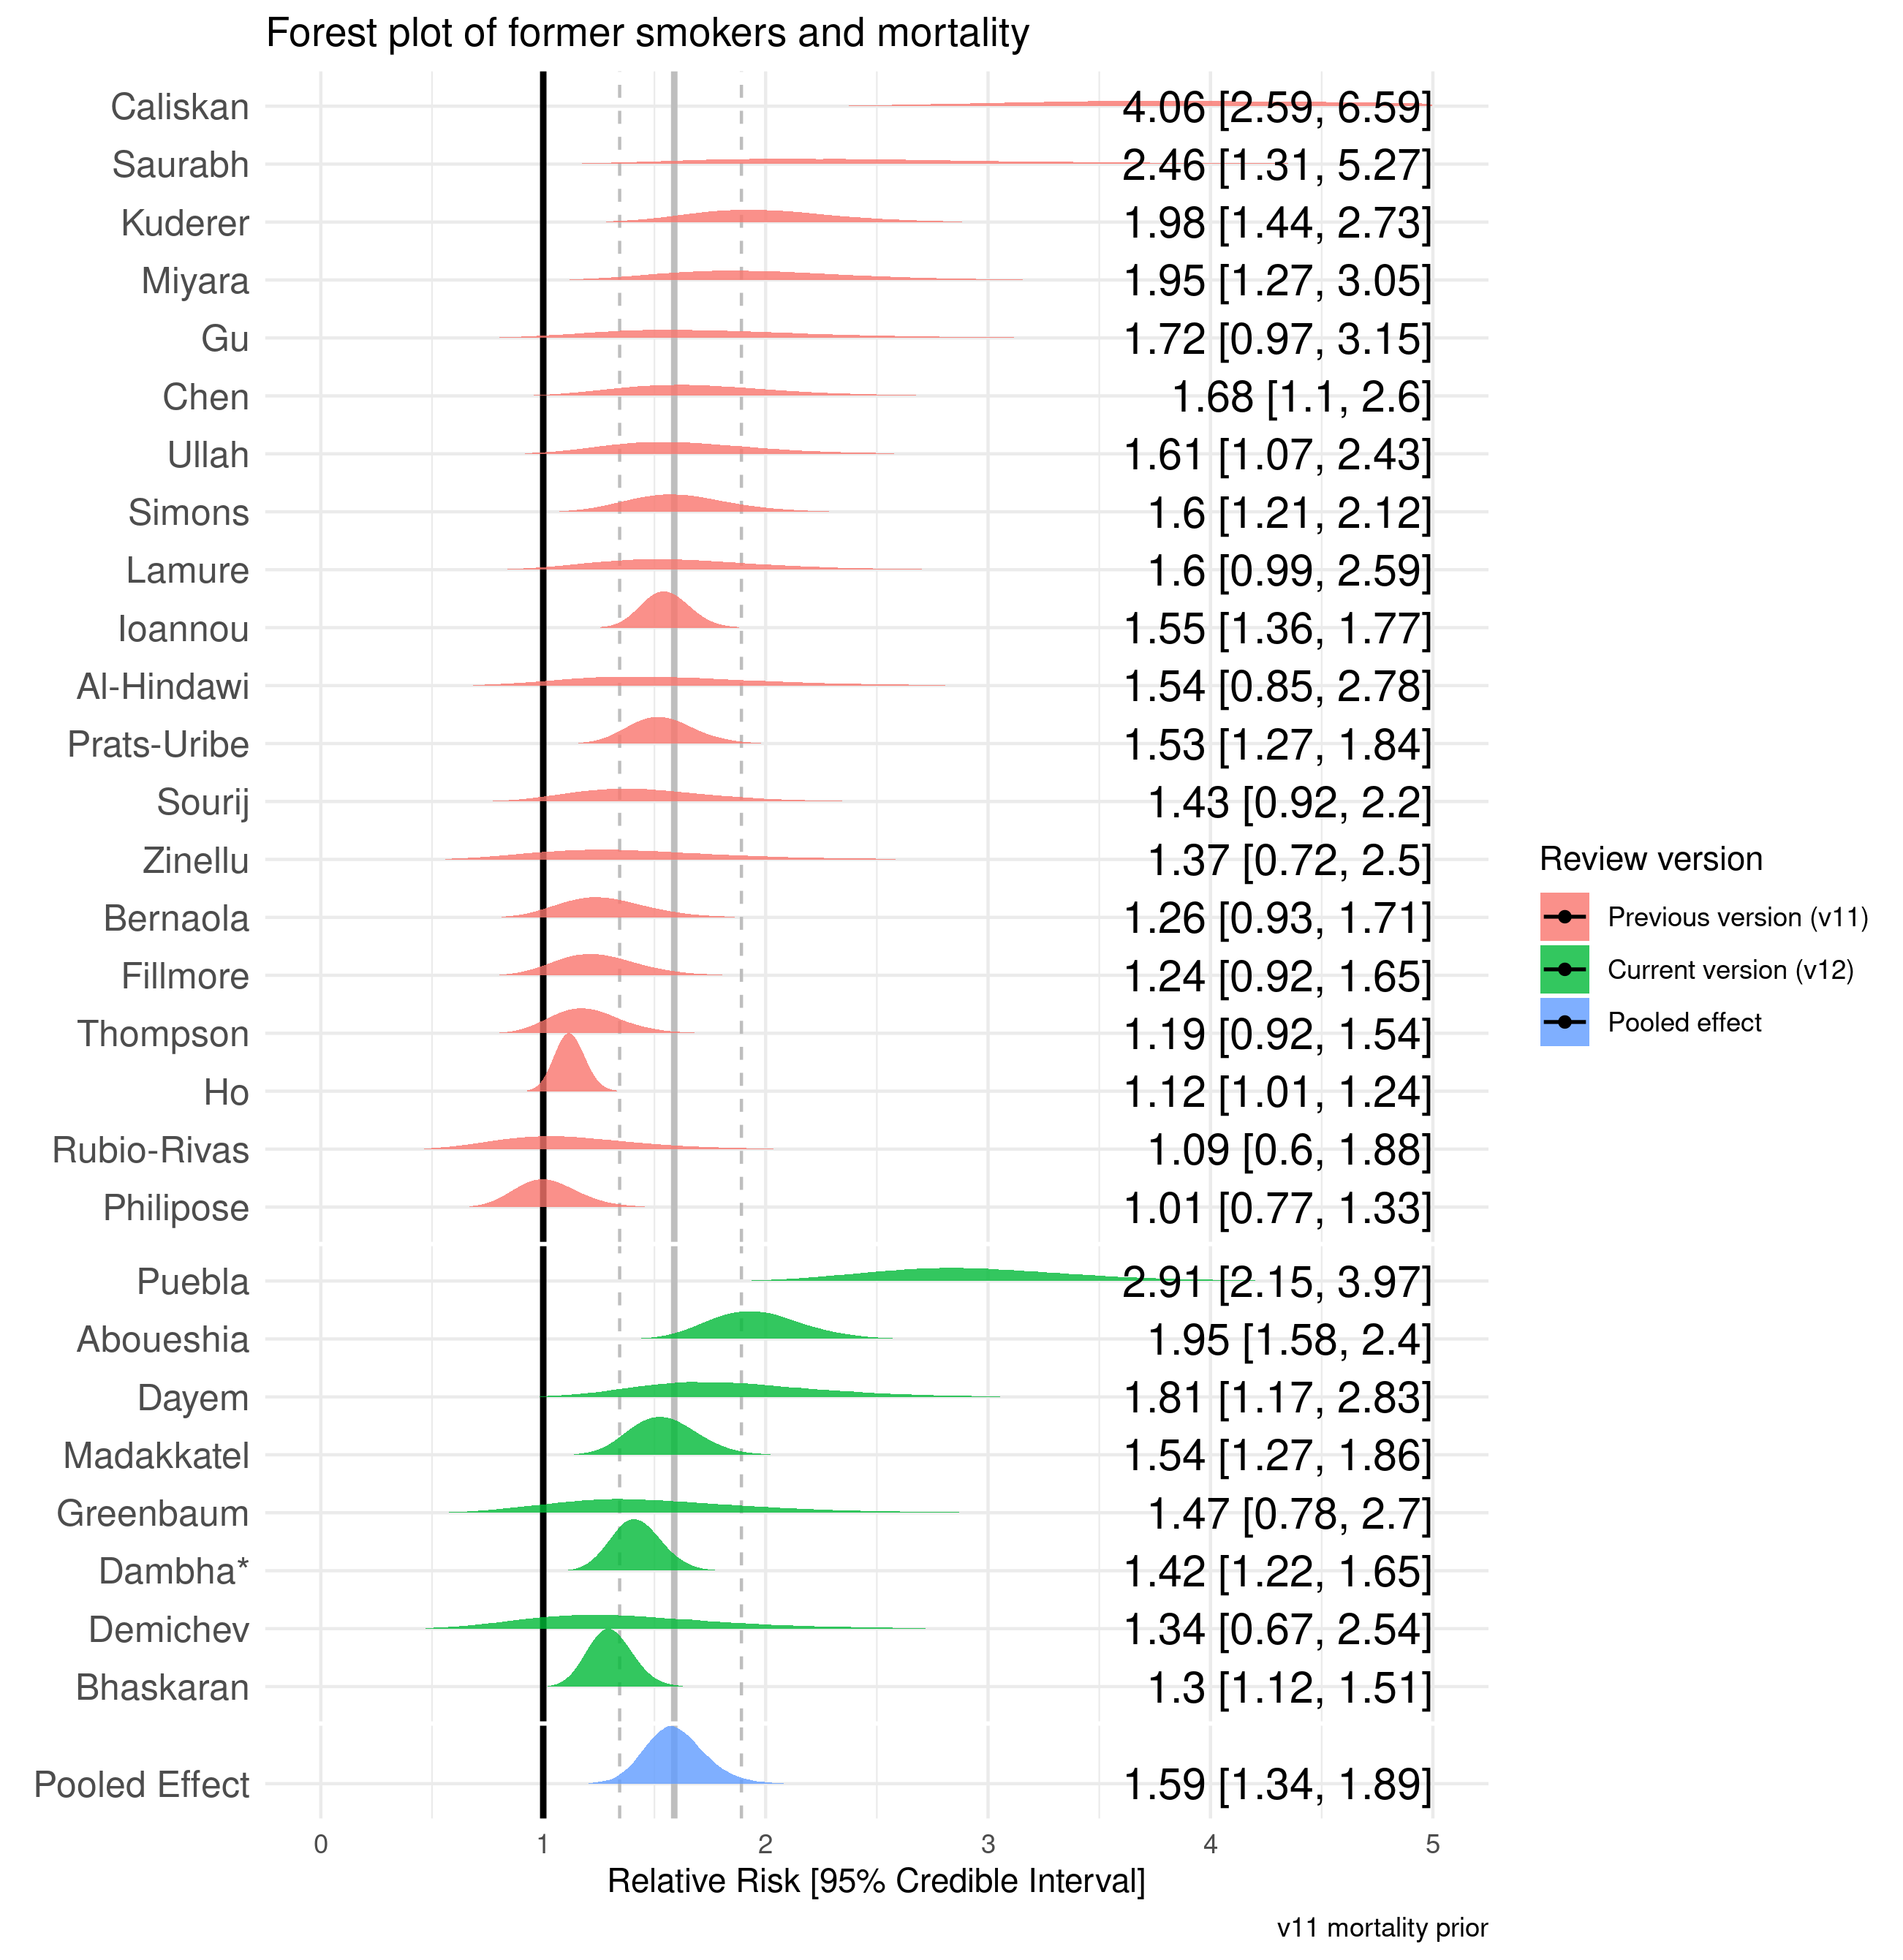 Forest plot of former smokers and mortality
Caliskan 4.06 [2.59, 6.59]
Saurabh 2.46 [1.31, 5.27]
Kuderer 1.98 [1.44, 2.73]
Miyara 1.95 [1.27, 3.05]
Gu 1.72 [0.97, 3.15]
Chen 1.68 [1.1, 2.6]
Ullah 1.61 [1.07, 2.43]
Simons 1.6 [1.21, 2.12]
Lamure 1.6 [0.99, 2.59]
Ioannou 1.55 [1.36, 1.77]
Al-Hindawi 1.54 [0.85, 2.78]
Prats-Uribe 1.53 [1.27, 1.84]
Sourij 1.43 [0.92, 2.2]
Zinellu 1.37 [0.72, 2.5]
Bernaola 1.26 [0.93, 1.71]
Fillmore 1.24 [0.92, 1.65]
Thompson 1.19 [0.92, 1.54]
Ho 1.12 [1.01, 1.24]
Rubio-Rivas 1.09 [0.6, 1.88]
Philipose 1.01 [0.77, 1.33]
Puebla 2.91 [2.15, 3.97]
Aboueshia 1.95 [1.58, 2.4]
Dayem 1.81 [1.17, 2.83]
Madakkatel 1.54 [1.27, 1.86]
Greenbaum 1.47 [0.78, 2.7]
Dambha* 1.42 [1.22, 1.65]
Demichev 1.34 [0.67, 2.54]
Bhaskaran 1.3 [1.12, 1.51]
Pooled Effect 1.59 [1.34, 1.89]
0 1 2 3 4 5
Relative Risk [95% Credible Interval]
v11 mortality prior
Review version
Previous version (v11)
Current version (v12)
Pooled effect